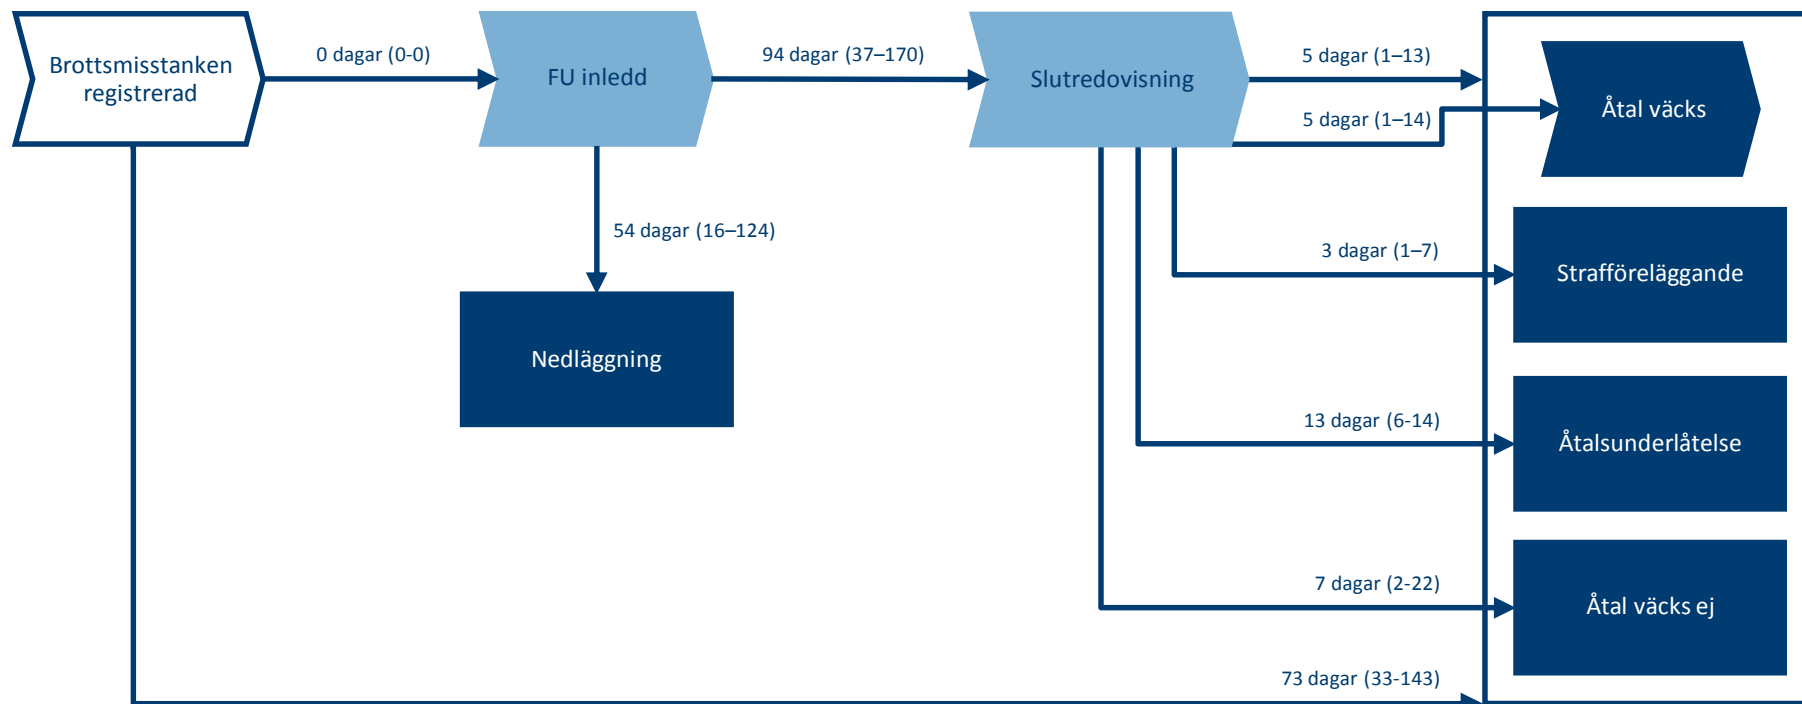 Brottsmisstanken
registrerad
0 dagar (0-0)
FU inledd
94 dagar (37–170)
Slutredovisning
5 dagar (1–13)
5 dagar (1–14)
Åtal väcks
54 dagar (16–124)
Nedläggning
3 dagar (1–7)
Strafföreläggande
13 dagar (6-14)
Åtalsunderlåtelse
7 dagar (2-22)
Åtal väcks ej
73 dagar (33-143)